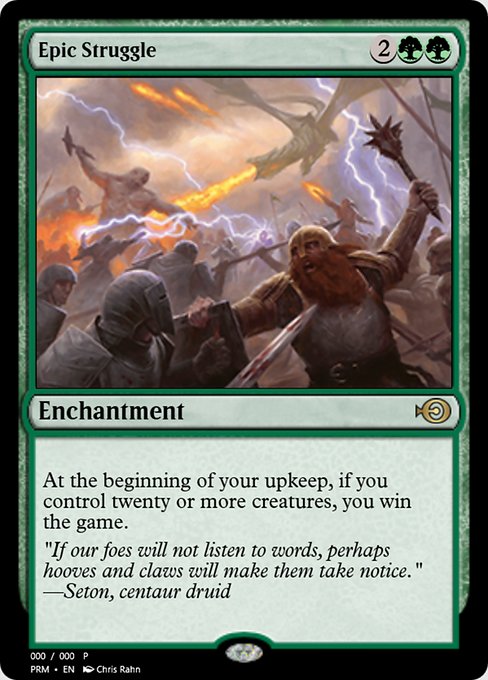 Epic Struggle 2
Enchantment
At the beginning of your upkeep, if you
control twenty or more creatures, you win
the game.
"If our foes will not listen to words, perhaps
hooves and claws will make them take notice."
—Seton, centaur druid
000 / 000 P
PRM • EN Chris Rahn